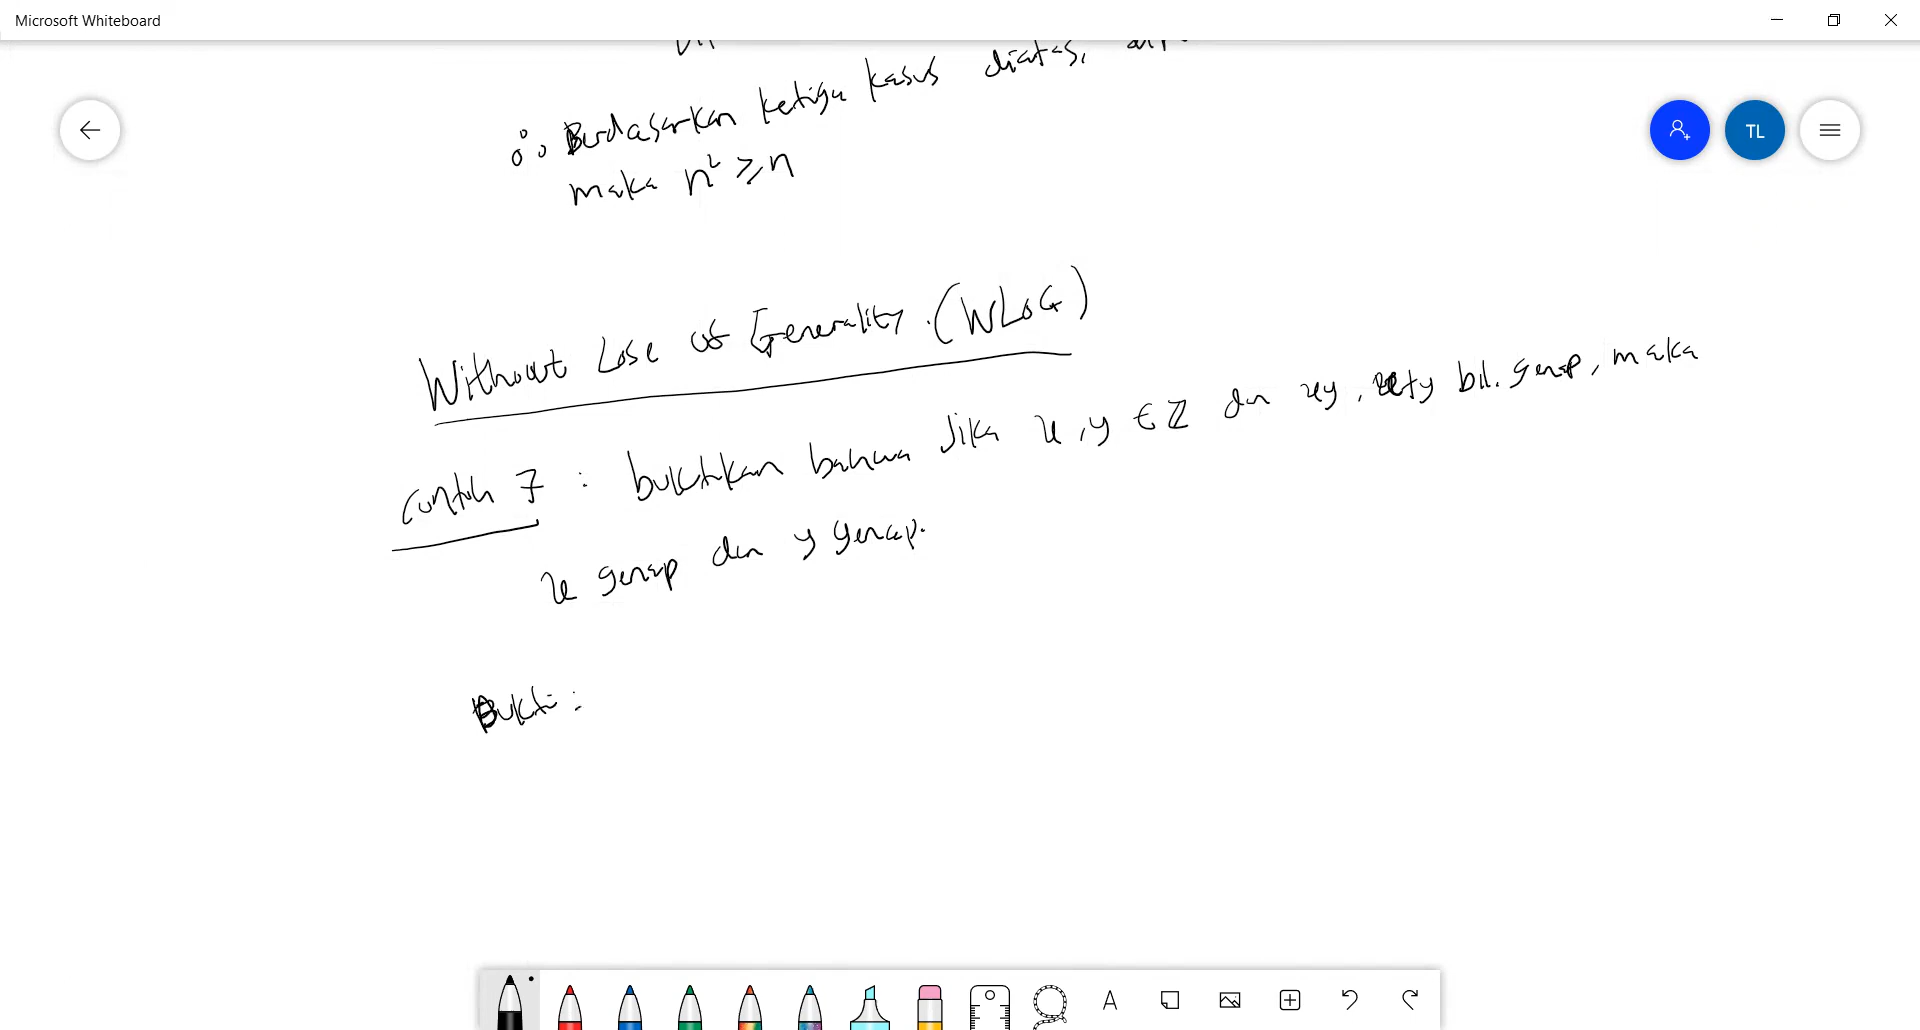 Microsoft Whiteboard
∴ Berdasarkan ketiga kasus diatas,
maka n² ≥ n
TL
Without Lose of Generality. (WLOG)
Contoh 7 : buktikan bahwa Jika x, y ∈ ℤ dan xy, x+y bil. genap, maka
x genap dan y genap.
Bukti :
A